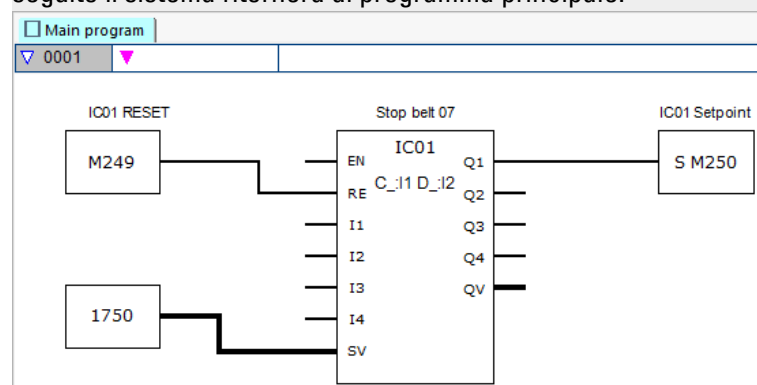 seguito il sistema ritornerà al programma principale.
Main program
0001
IC01 RESET
Stop belt 07
IC01 Setpoint
M249
IC01
C_:I1 D_:I2
EN
RE
I1
I2
I3
I4
SV
Q1
Q2
Q3
Q4
QV
S M250
1750